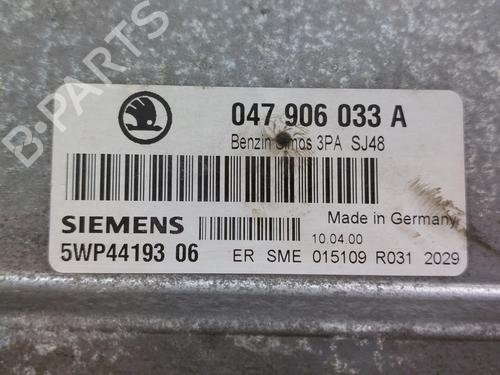 B-PARTS
047 906 033 A
Benzin Simos 3PA SJ48
SIEMENS
Made in Germany
10.04.00
5WP44193 06
ER SME 015109 R031 2029